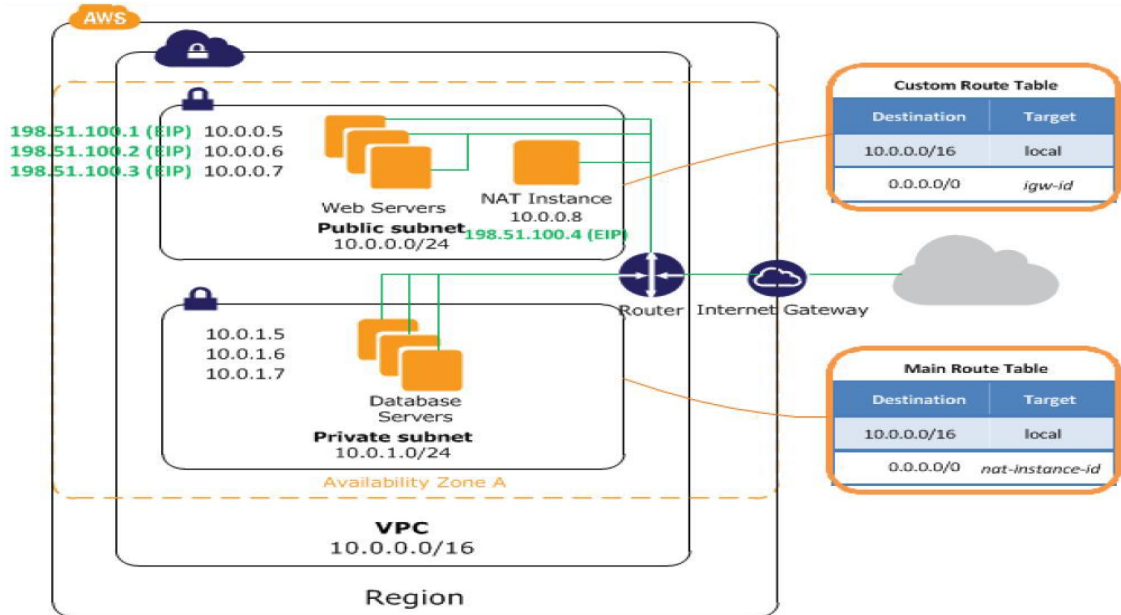 AWS
198.51.100.1 (EIP) 10.0.0.5
198.51.100.2 (EIP) 10.0.0.6
198.51.100.3 (EIP) 10.0.0.7
Web Servers
Public subnet
10.0.0.0/24
NAT Instance
10.0.0.8
198.51.100.4 (EIP)
Router
Internet Gateway
10.0.1.5
10.0.1.6
10.0.1.7
Database
Servers
Private subnet
10.0.1.0/24
Availability Zone A
VPC
10.0.0.0/16
Region
Custom Route Table
Destination Target
10.0.0.0/16 local
0.0.0.0/0 igw-id
Main Route Table
Destination Target
10.0.0.0/16 local
0.0.0.0/0 nat-instance-id